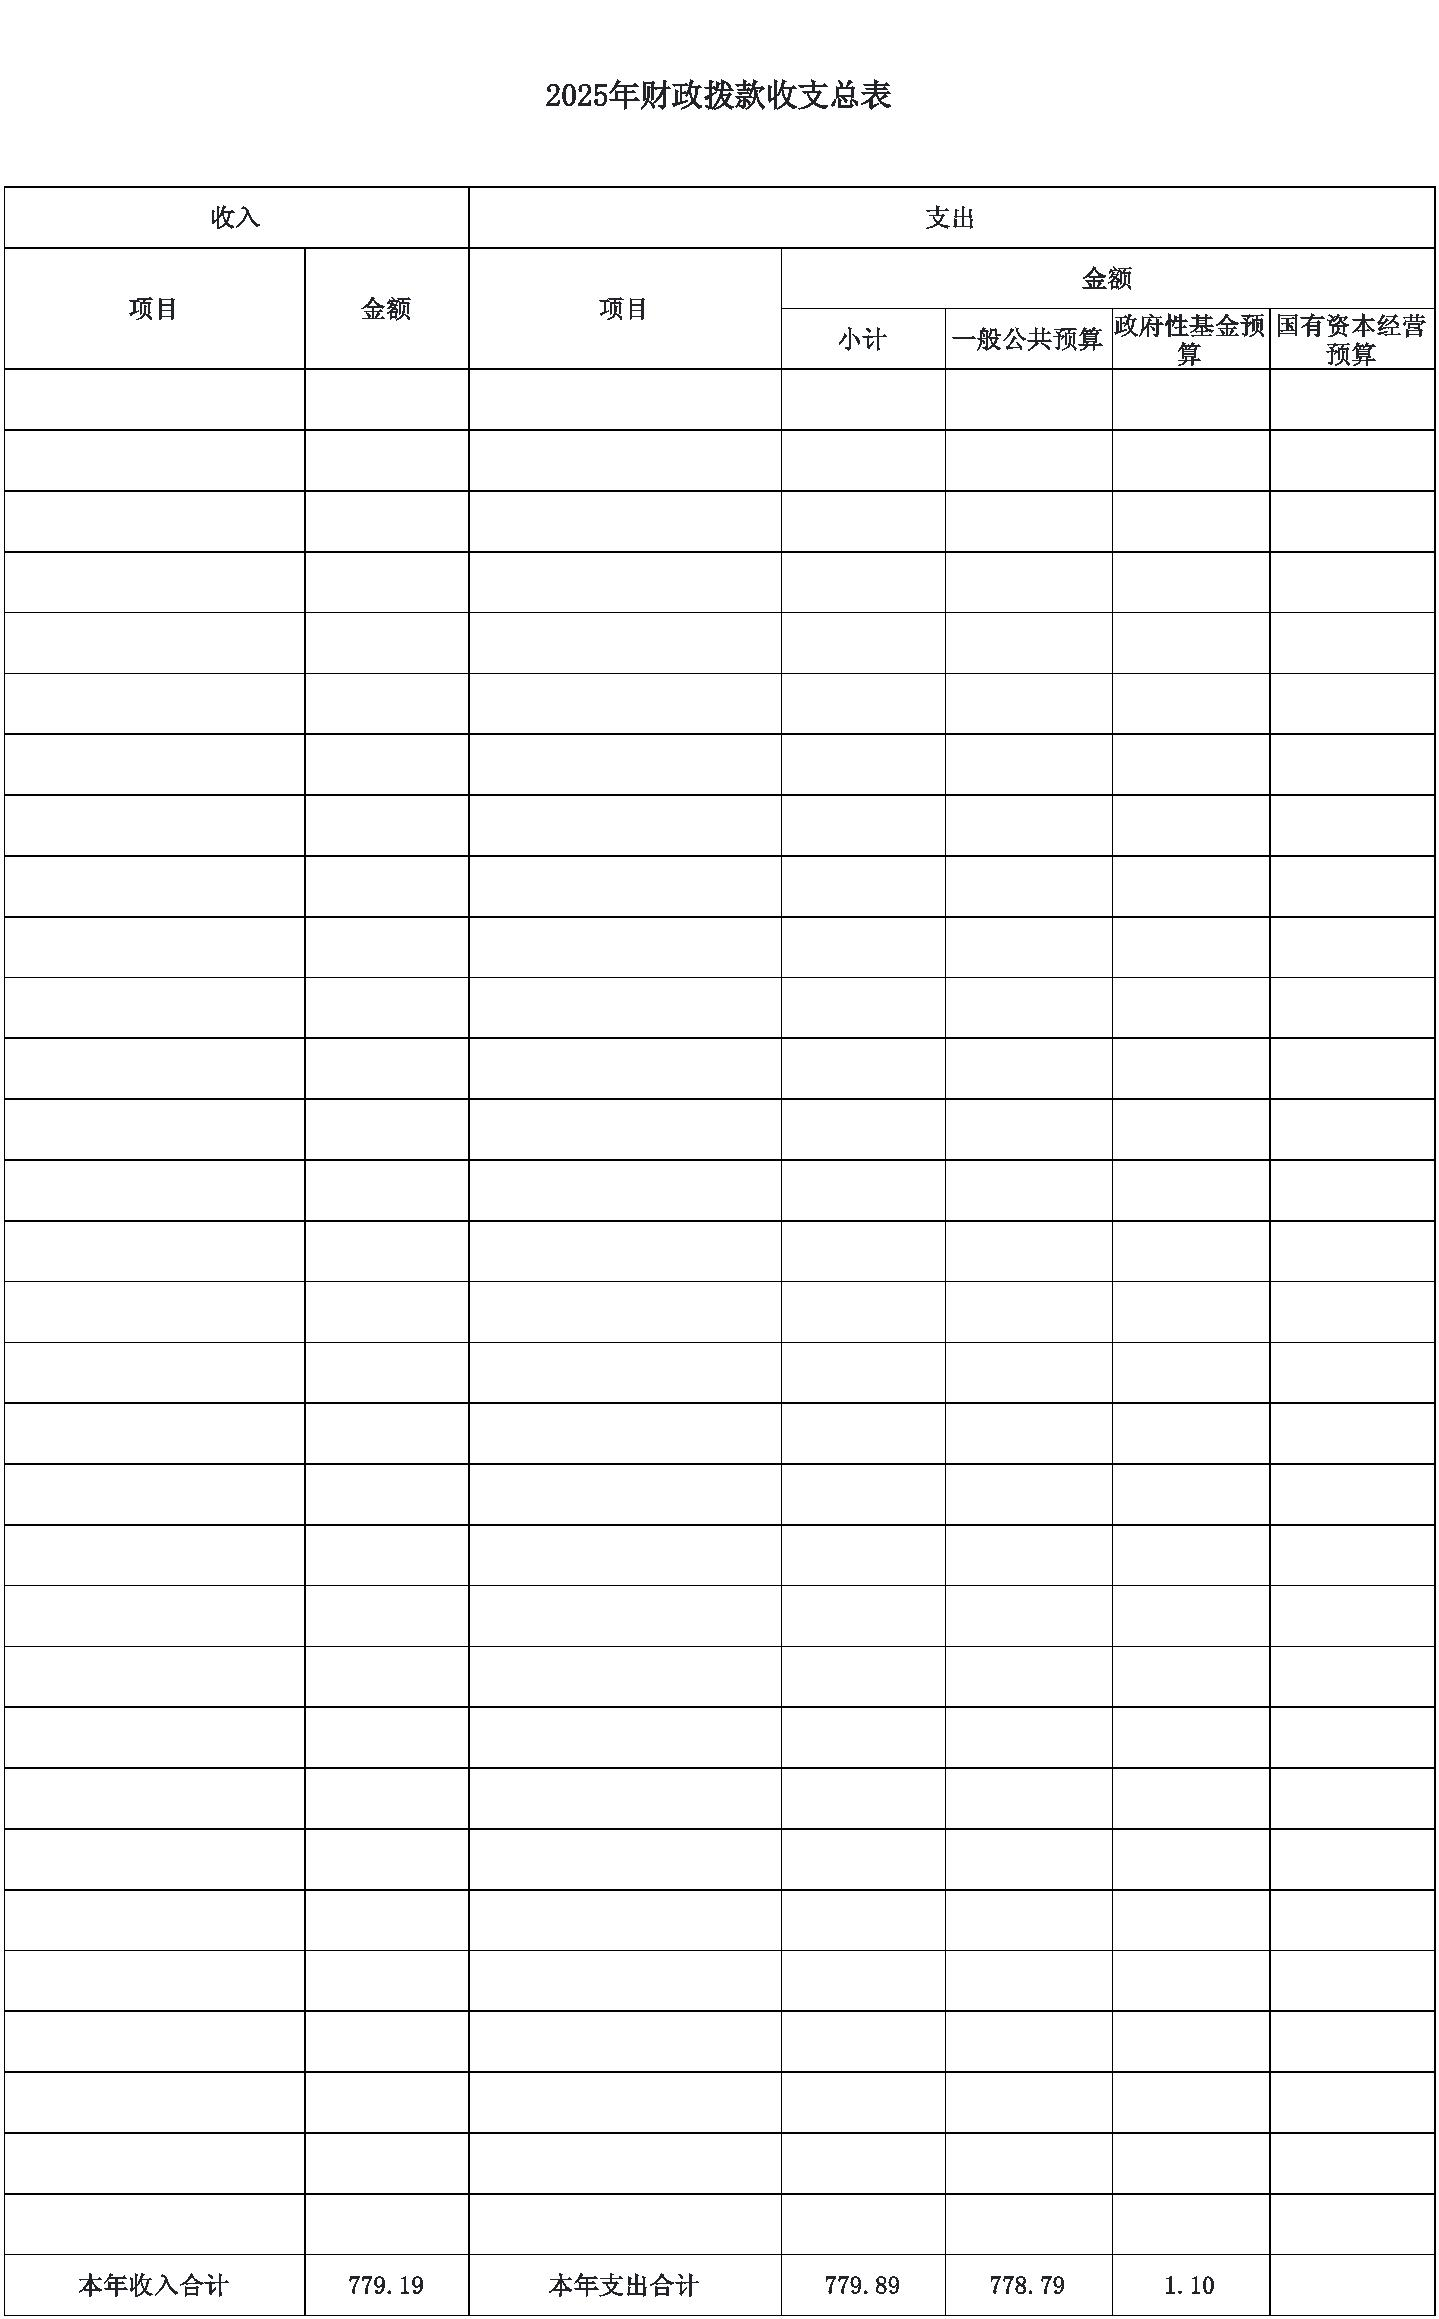 2025年财政拨款收支总表
收入 支出
项目 金额 项目 金额
小计 一般公共预算 政府性基金预算 国有资本经营预算
本年收入合计 779.19 本年支出合计 779.89 778.79 1.10